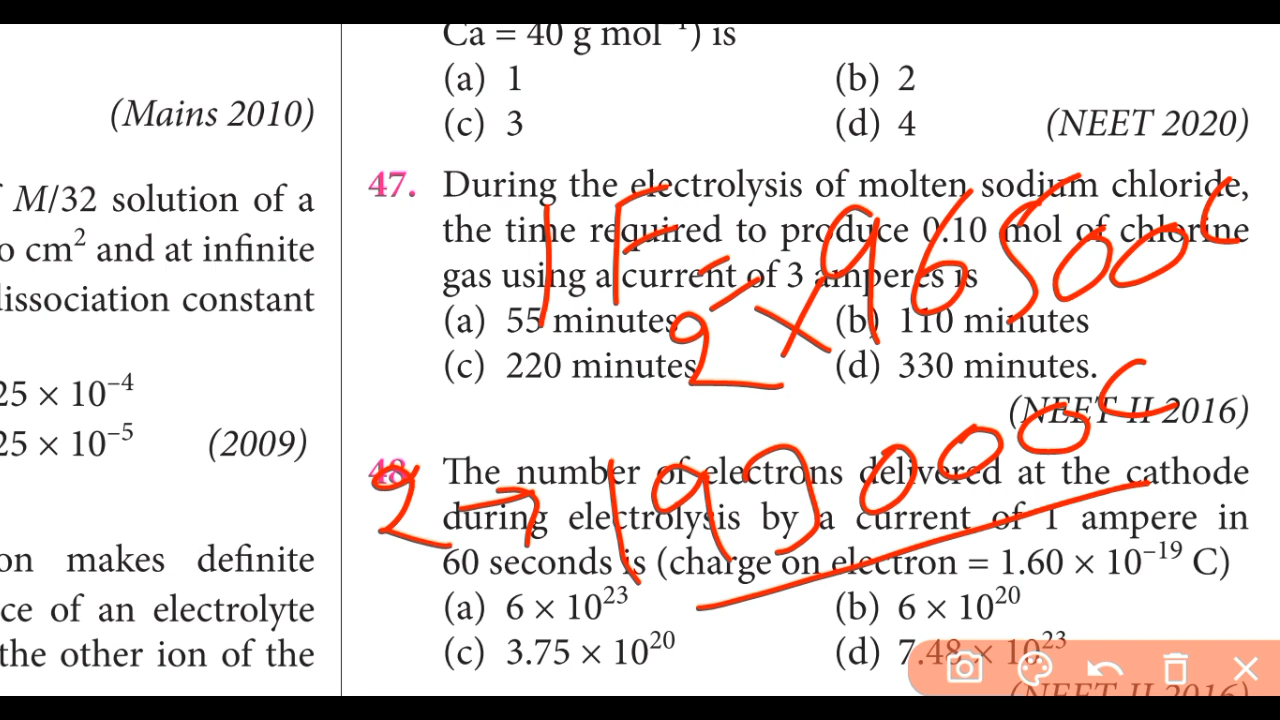 (Mains 2010)
M/32 solution of a
cm² and at infinite
dissociation constant
25 × 10⁻⁴
25 × 10⁻⁵ (2009)
on makes definite
ce of an electrolyte
the other ion of the
Ca = 40 g mol⁻¹) is
(a) 1 (b) 2
(c) 3 (d) 4 (NEET 2020)
47. During the electrolysis of molten sodium chloride,
the time required to produce 0.10 mol of chlorine
gas using a current of 3 amperes is
(a) 55 minutes (b) 110 minutes
(c) 220 minutes (d) 330 minutes.
(NEET-II 2016)
48. The number of electrons delivered at the cathode
during electrolysis by a current of 1 ampere in
60 seconds is (charge on electron = 1.60 × 10⁻¹⁹ C)
(a) 6 × 10²³ (b) 6 × 10²⁰
(c) 3.75 × 10²⁰ (d) 7.48 × 10²³
(NEET-II 2016)
1F = 96500C
2 ×
2 → 193000C